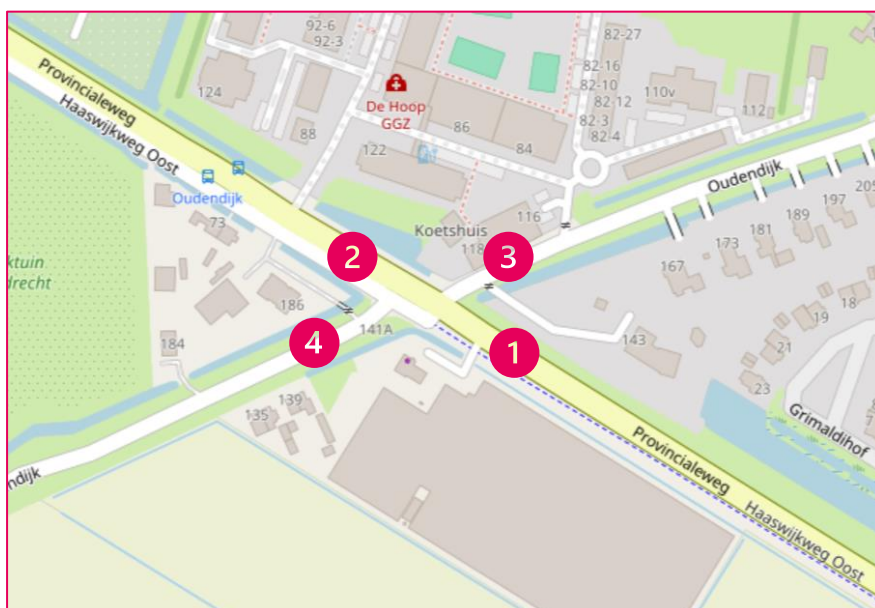 92-6
92-3
82-27
Provincialeweg
Haaswijkweg Oost
124
De Hoop
GGZ
88
86
84
122
82-16
82-10
82-12
82-3
82-4
110v
112
Oudendijk
Oudendijk
73
Koetshuis
116
118
2
3
167
173
181
189
197
205
186
141A
4
1
184
143
18
19
21
23
135
139
Grimaldihof
Provincialeweg
Haaswijkweg Oost
ktuin
drecht
ndijk